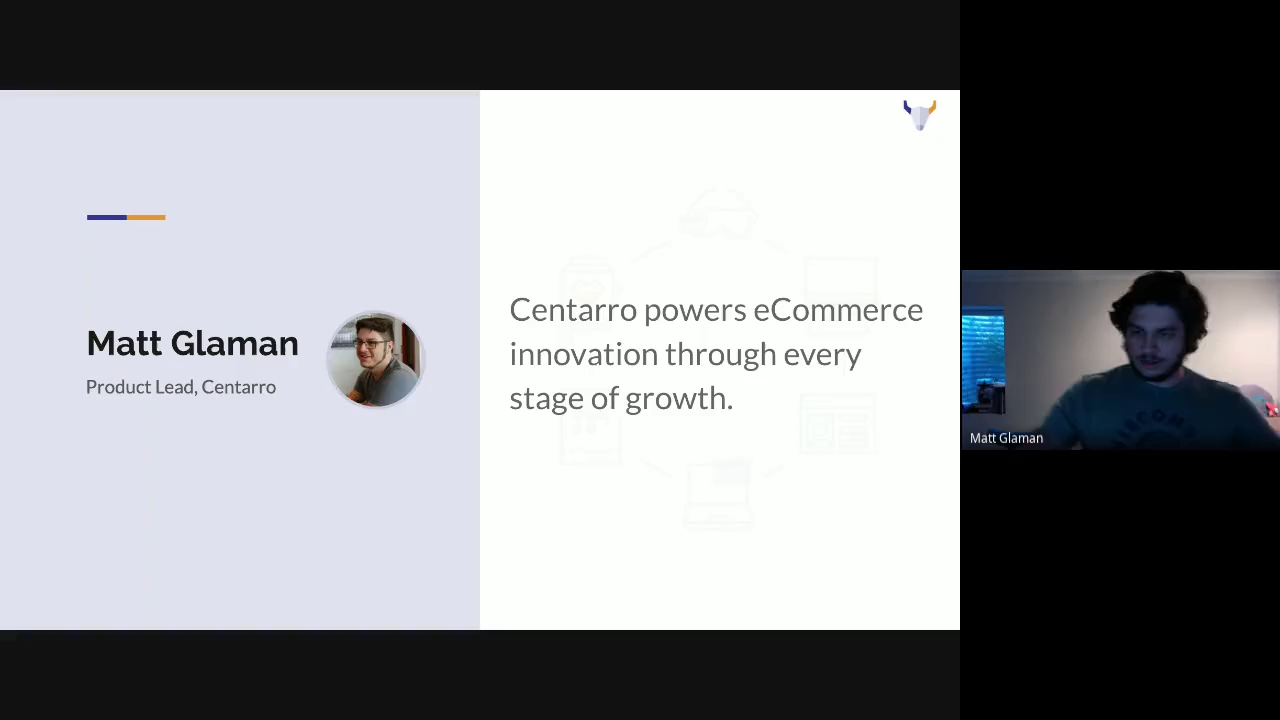 Matt Glaman
Product Lead, Centarro
Centarro powers eCommerce
innovation through every
stage of growth.
Matt Glaman